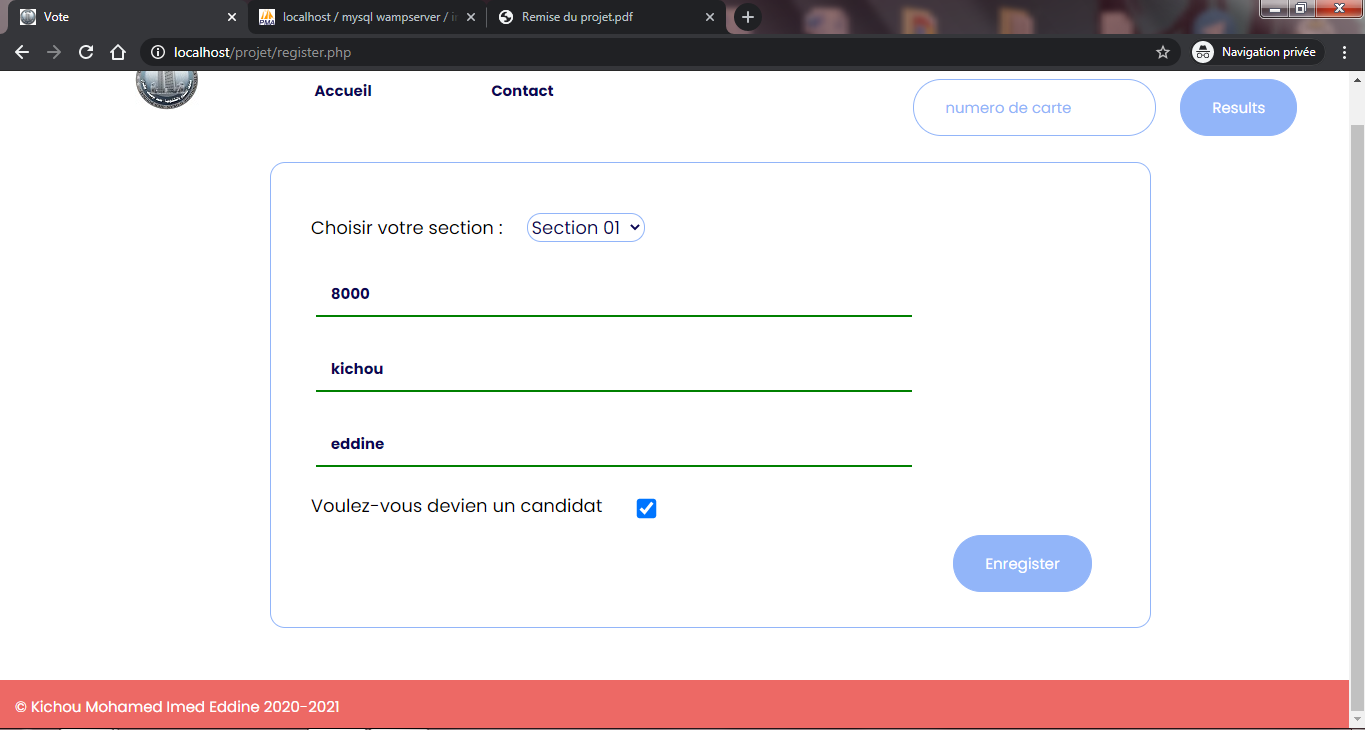 Vote
localhost / mysql wampserver / i
Remise du projet.pdf
localhost/projet/register.php
Navigation privée
Accueil
Contact
numero de carte
Results
Choisir votre section :
Section 01
8000
kichou
eddine
Voulez-vous devien un candidat
Enregister
© Kichou Mohamed Imed Eddine 2020-2021